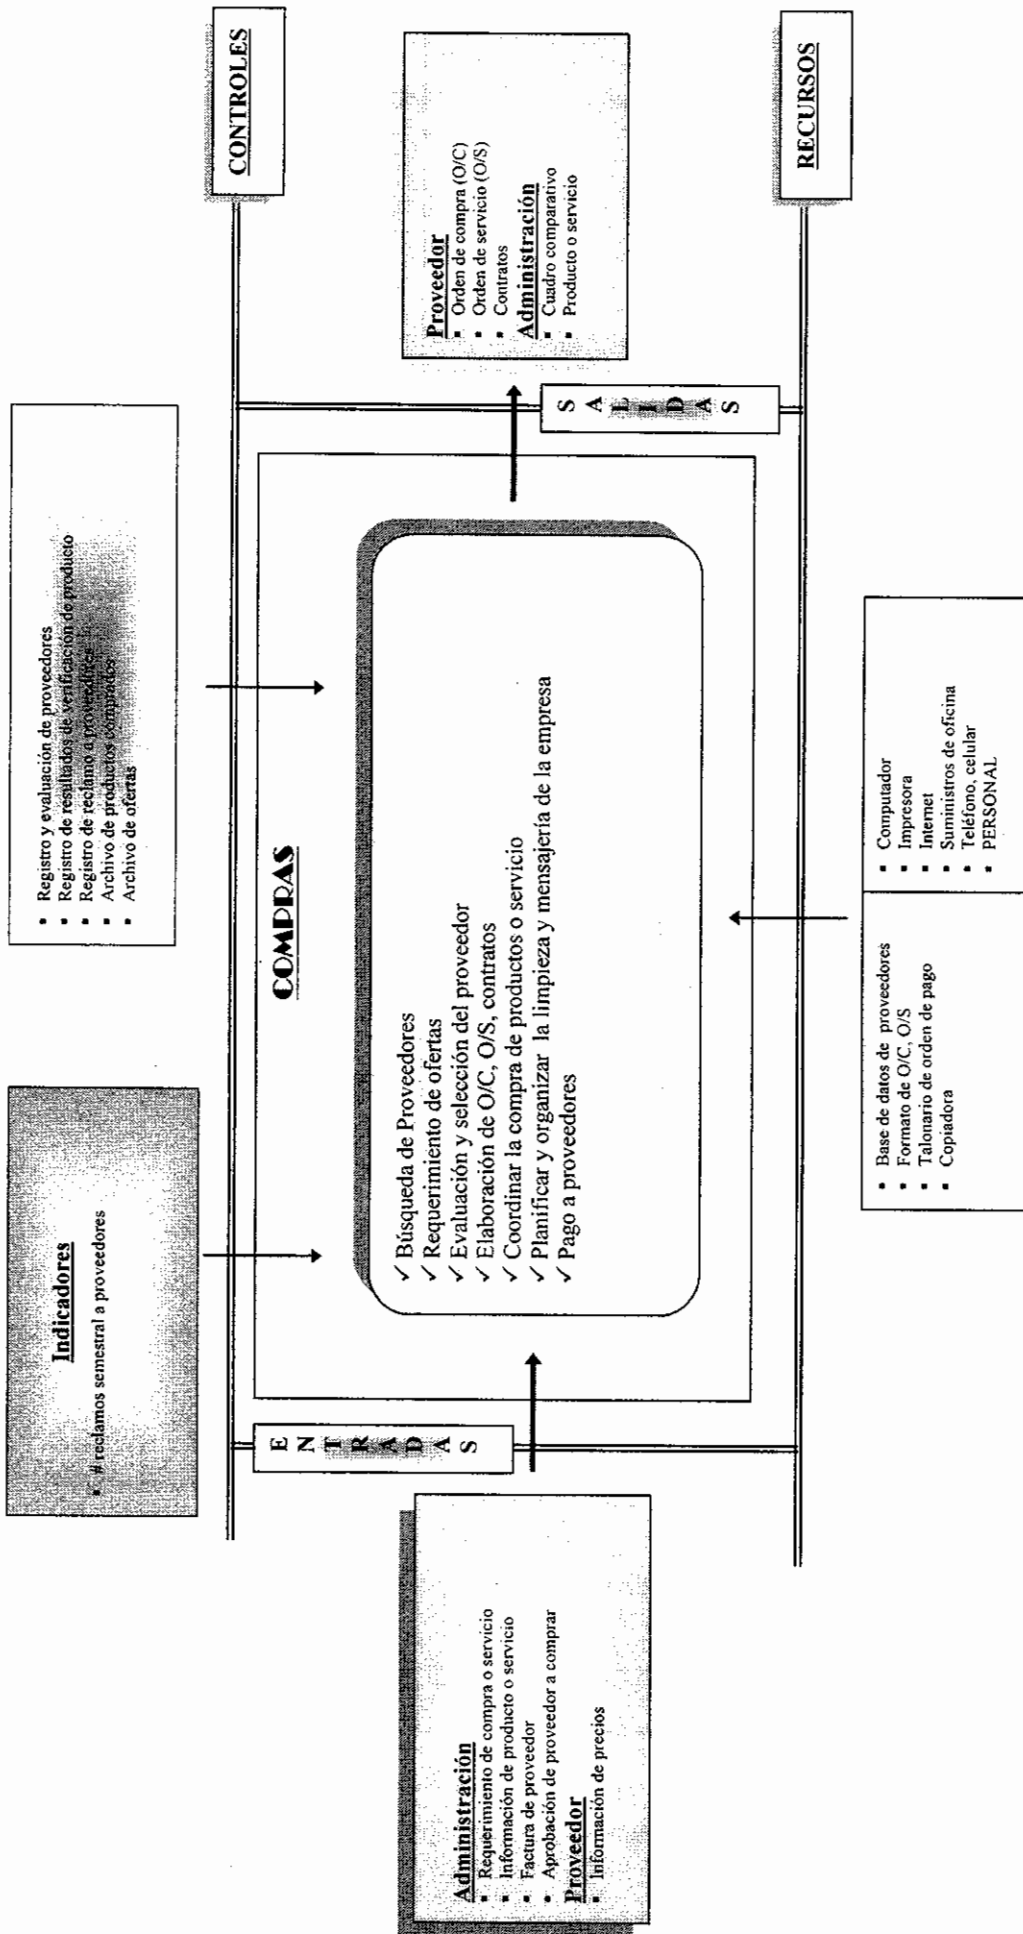 Indicadores
▪ # reclamos semestral a proveedores
▪ Registro y evaluación de proveedores
▪ Registro de resultados de verificación de producto
▪ Registro de reclamo a proveedores
▪ Archivo de productos comprados
▪ Archivo de ofertas
CONTROLES
ENTRADAS
Administración
▪ Requerimiento de compra o servicio
▪ Información de producto o servicio
▪ Factura de proveedor
▪ Aprobación de proveedor a comprar
Proveedor
▪ Información de precios
COMPRAS
✓ Búsqueda de Proveedores
✓ Requerimiento de ofertas
✓ Evaluación y selección del proveedor
✓ Elaboración de O/C, O/S, contratos
✓ Coordinar la compra de productos o servicio
✓ Planificar y organizar la limpieza y mensajería de la empresa
✓ Pago a proveedores
SALIDAS
Proveedor
▪ Orden de compra (O/C)
▪ Orden de servicio (O/S)
▪ Contratos
Administración
▪ Cuadro comparativo
▪ Producto o servicio
▪ Base de datos de proveedores
▪ Formato de O/C, O/S
▪ Talonario de orden de pago
▪ Copiadora
▪ Computador
▪ Impresora
▪ Internet
▪ Suministros de oficina
▪ Teléfono, celular
▪ PERSONAL
RECURSOS